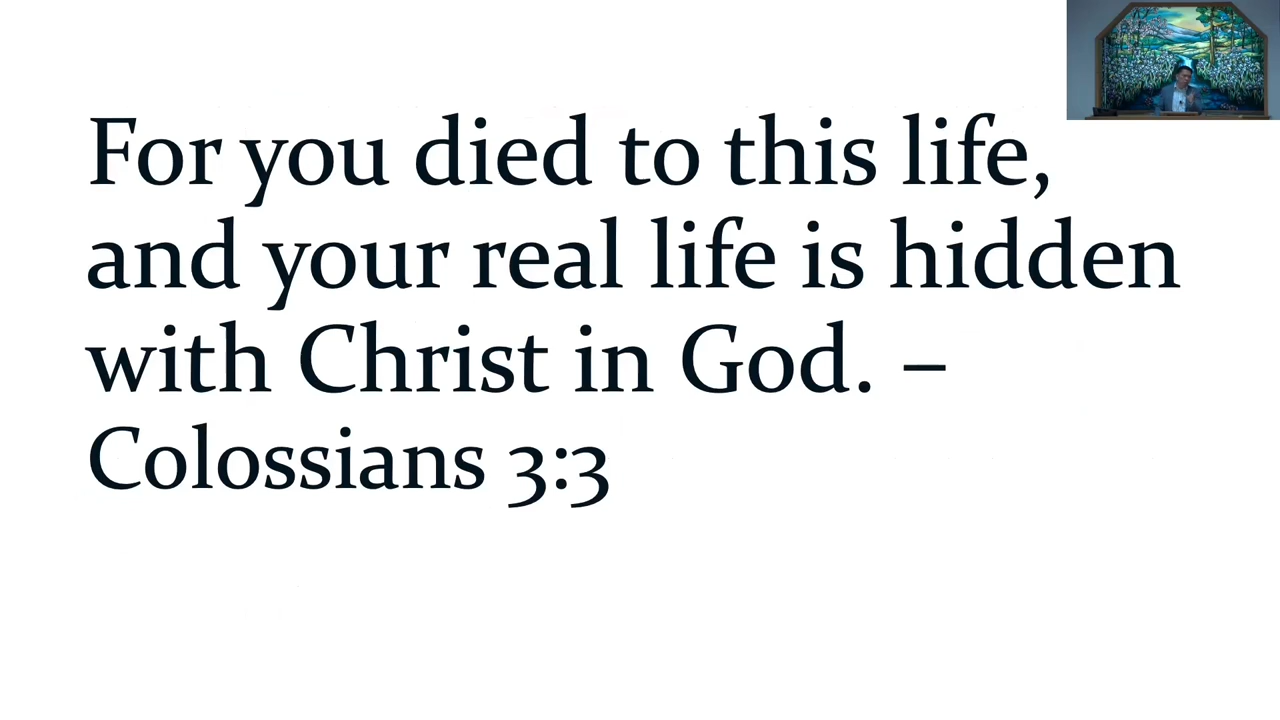 For you died to this life,
and your real life is hidden
with Christ in God. –
Colossians 3:3